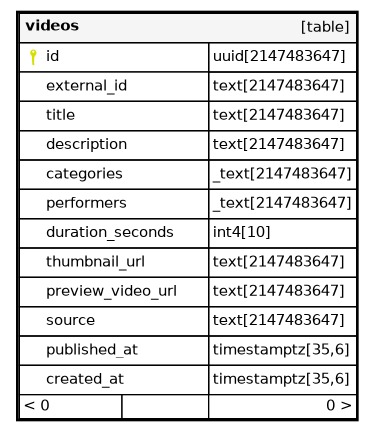 videos [table]
id uuid[2147483647]
external_id text[2147483647]
title text[2147483647]
description text[2147483647]
categories _text[2147483647]
performers _text[2147483647]
duration_seconds int4[10]
thumbnail_url text[2147483647]
preview_video_url text[2147483647]
source text[2147483647]
published_at timestamptz[35,6]
created_at timestamptz[35,6]
< 0 0 >